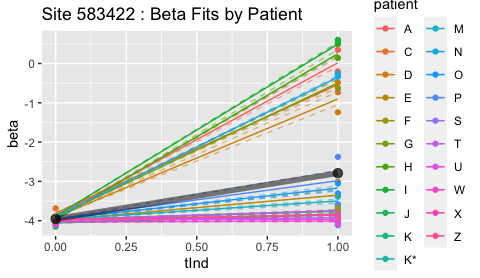 Site 583422 : Beta Fits by Patient
beta
0
-1
-2
-3
-4
0.00
0.25
0.50
0.75
1.00
tInd
patient
A
C
D
E
F
G
H
I
J
K
K*
M
N
O
P
S
T
U
W
X
Z